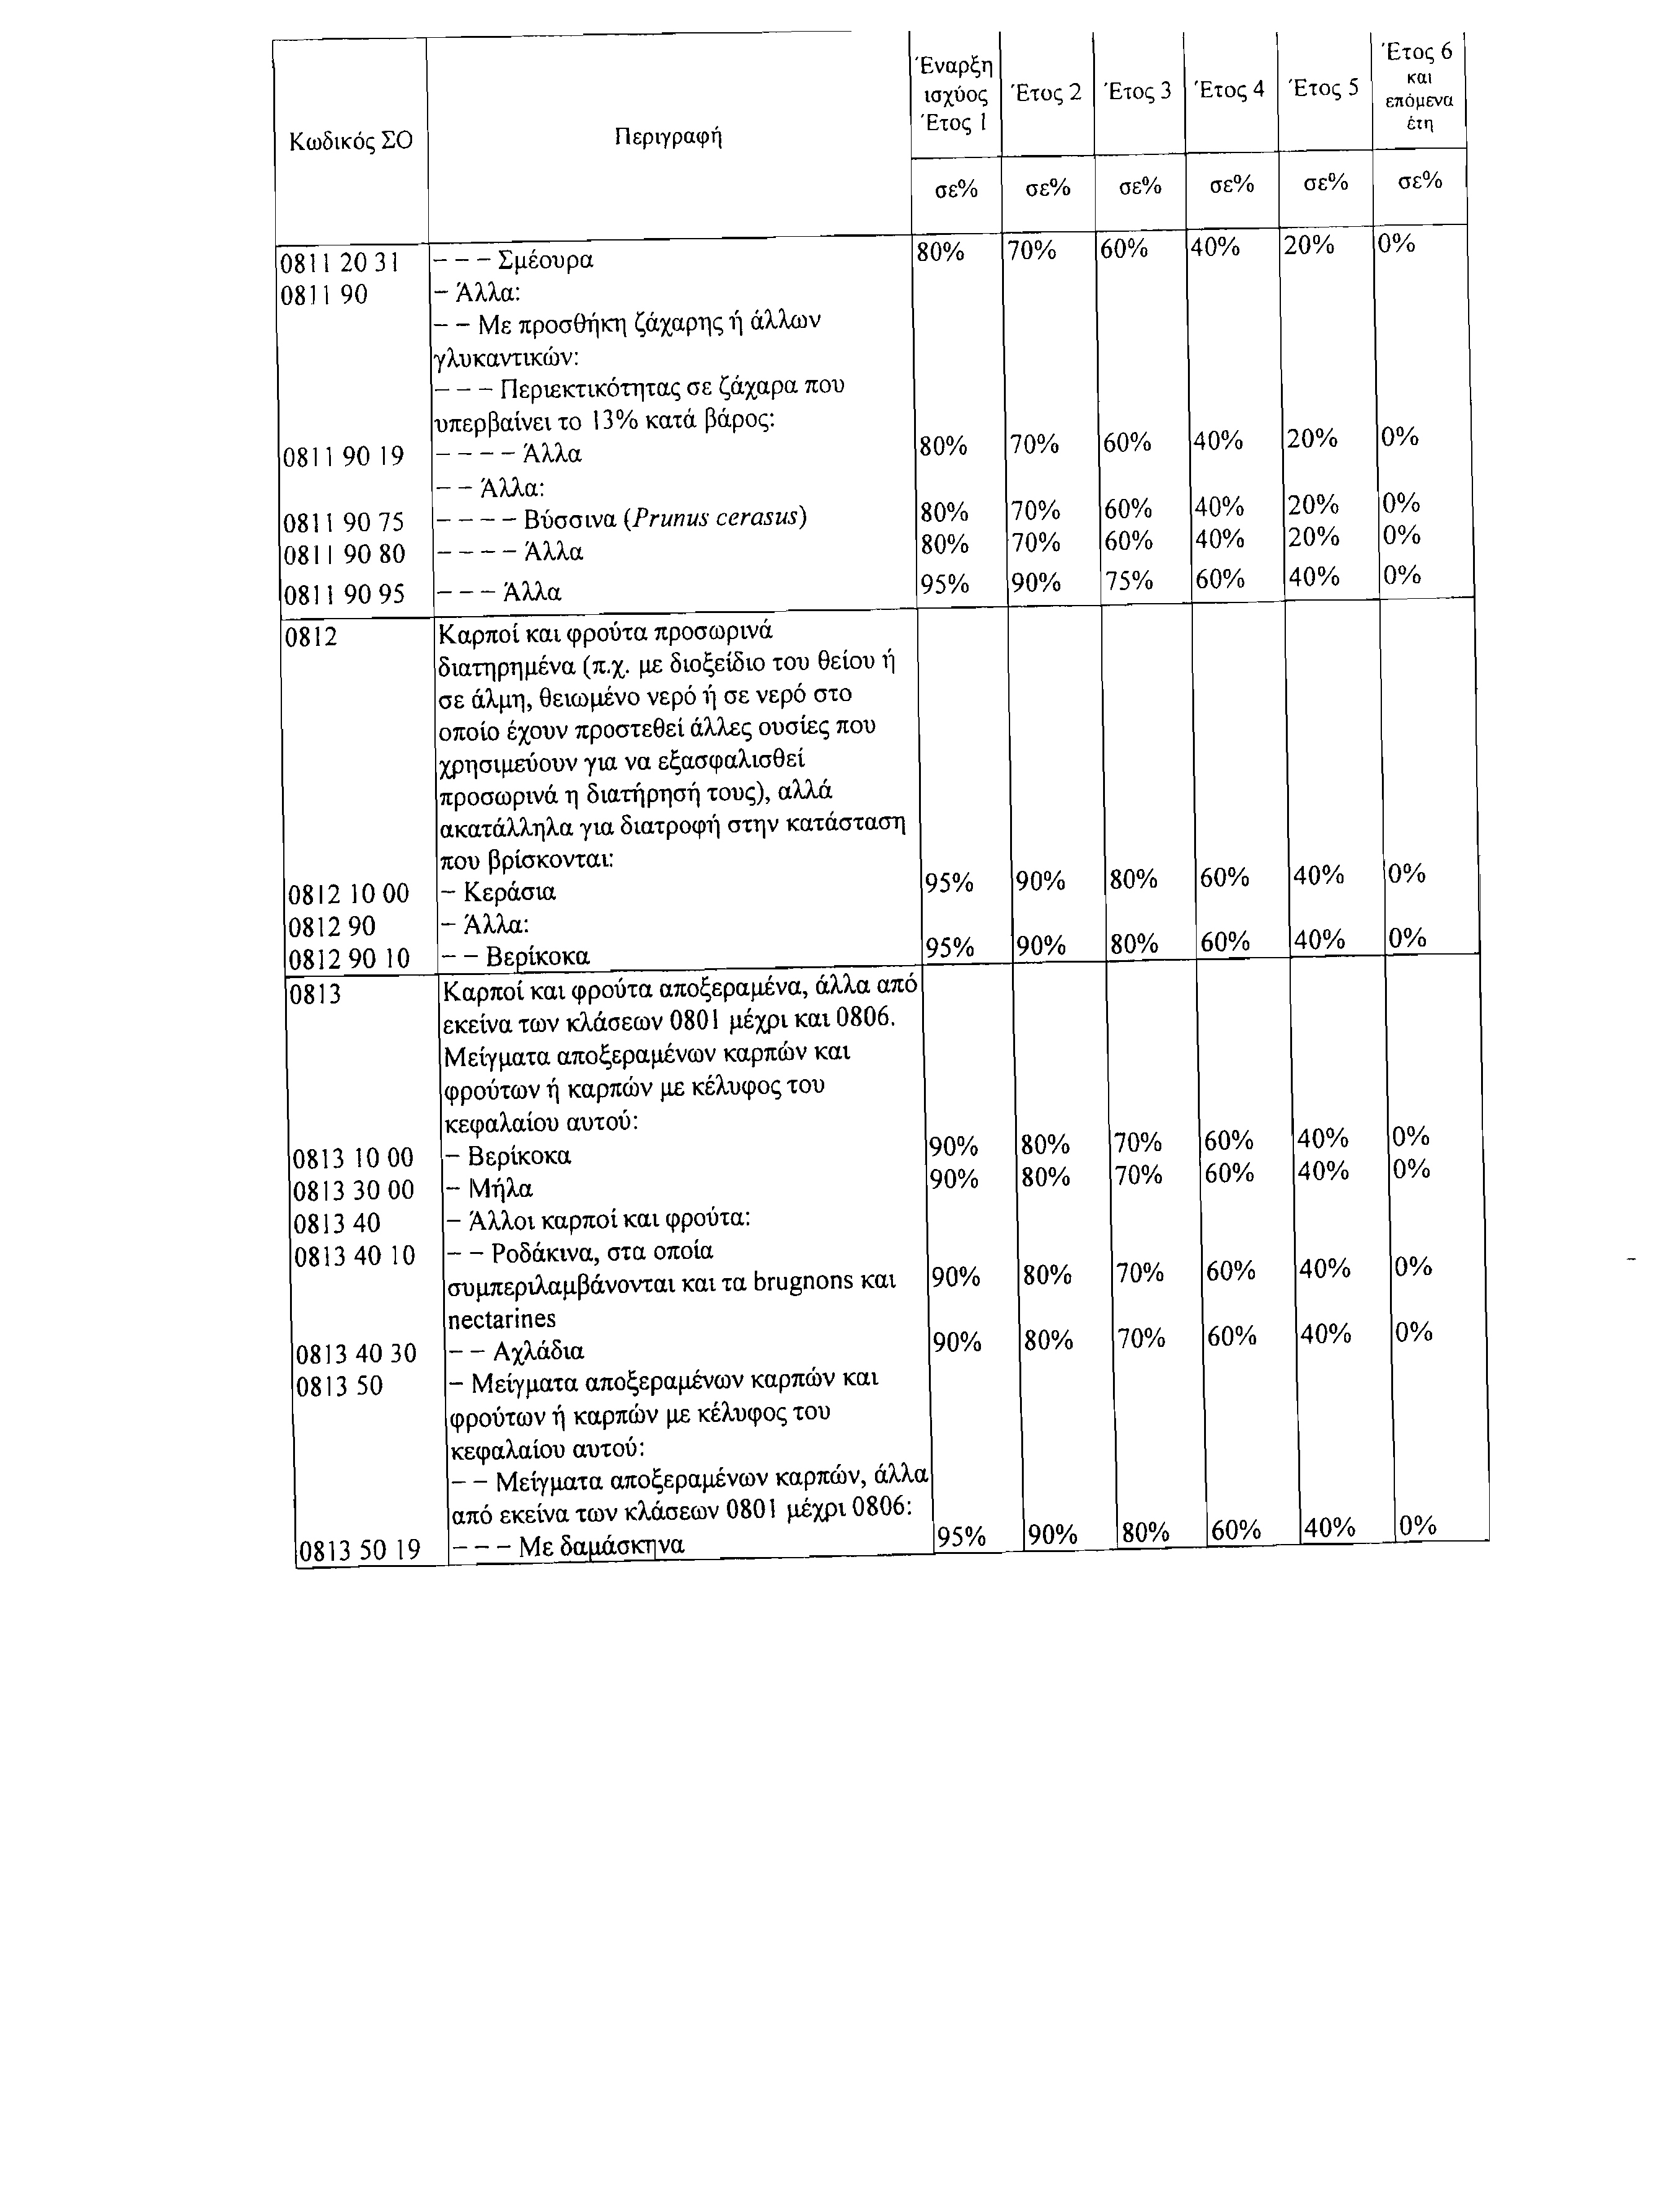 Κωδικός ΣΟ Περιγραφή Έναρξη ισχύος Έτος 1 Έτος 2 Έτος 3 Έτος 4 Έτος 5 Έτος 6 και επόμενα έτη
σε% σε% σε% σε% σε% σε%
0811 20 31 – – – Σμέουρα 80% 70% 60% 40% 20% 0%
0811 90 – Άλλα:
– – Με προσθήκη ζάχαρης ή άλλων
γλυκαντικών:
– – – Περιεκτικότητας σε ζάχαρα που
υπερβαίνει το 13% κατά βάρος:
0811 90 19 – – – – Άλλα 80% 70% 60% 40% 20% 0%
– – Άλλα:
0811 90 75 – – – – Βύσσινα (Prunus cerasus) 80% 70% 60% 40% 20% 0%
0811 90 80 – – – – Άλλα 80% 70% 60% 40% 20% 0%
0811 90 95 – – – Άλλα 95% 90% 75% 60% 40% 0%
0812 Καρποί και φρούτα προσωρινά
διατηρημένα (π.χ. με διοξείδιο του θείου ή
σε άλμη, θειωμένο νερό ή σε νερό στο
οποίο έχουν προστεθεί άλλες ουσίες που
χρησιμεύουν για να εξασφαλισθεί
προσωρινά η διατήρησή τους), αλλά
ακατάλληλα για διατροφή στην κατάσταση
που βρίσκονται:
0812 10 00 – Κεράσια 95% 90% 80% 60% 40% 0%
0812 90 – Άλλα:
0812 90 10 – – Βερίκοκα 95% 90% 80% 60% 40% 0%
0813 Καρποί και φρούτα αποξεραμένα, άλλα από
εκείνα των κλάσεων 0801 μέχρι και 0806.
Μείγματα αποξεραμένων καρπών και
φρούτων ή καρπών με κέλυφος του
κεφαλαίου αυτού:
0813 10 00 – Βερίκοκα 90% 80% 70% 60% 40% 0%
0813 30 00 – Μήλα 90% 80% 70% 60% 40% 0%
0813 40 – Άλλοι καρποί και φρούτα:
0813 40 10 – – Ροδάκινα, στα οποία
συμπεριλαμβάνονται και τα brugnons και 90% 80% 70% 60% 40% 0%
nectarines
0813 40 30 – – Αχλάδια 90% 80% 70% 60% 40% 0%
0813 50 – Μείγματα αποξεραμένων καρπών και
φρούτων ή καρπών με κέλυφος του
κεφαλαίου αυτού:
– – Μείγματα αποξεραμένων καρπών, άλλα
από εκείνα των κλάσεων 0801 μέχρι 0806:
0813 50 19 – – – Με δαμάσκηνα 95% 90% 80% 60% 40% 0%